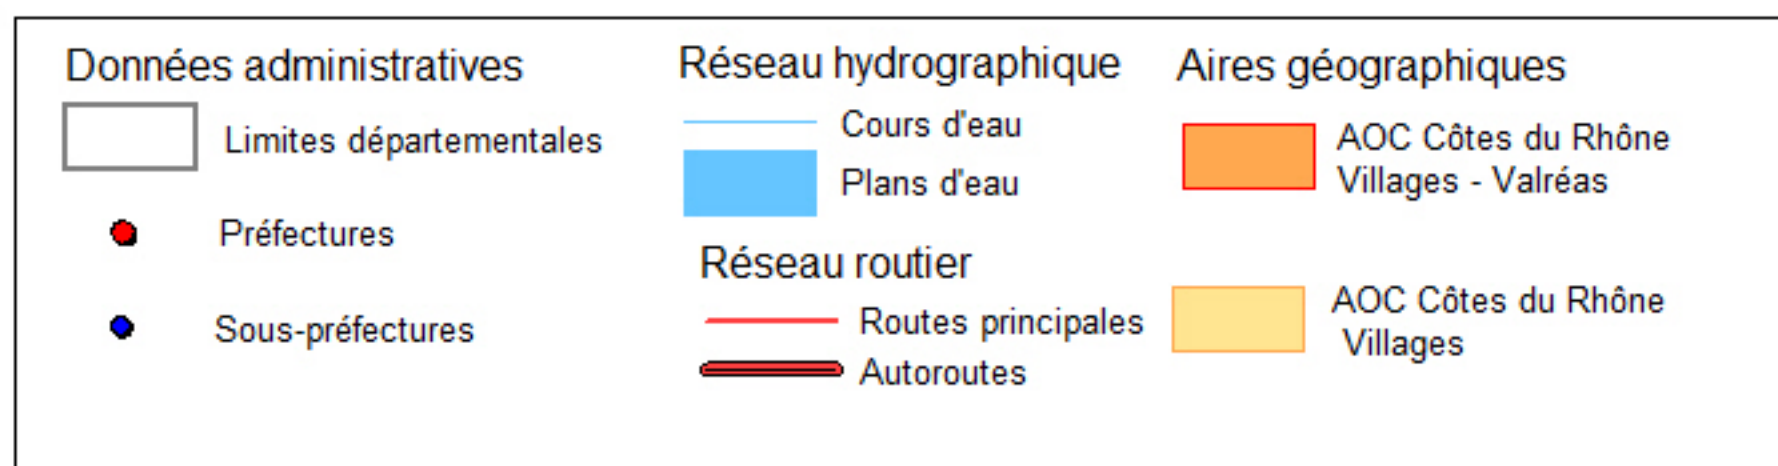 Données administratives
Limites départementales
Préfectures
Sous-préfectures
Réseau hydrographique
Cours d'eau
Plans d'eau
Réseau routier
Routes principales
Autoroutes
Aires géographiques
AOC Côtes du Rhône
Villages - Valréas
AOC Côtes du Rhône
Villages